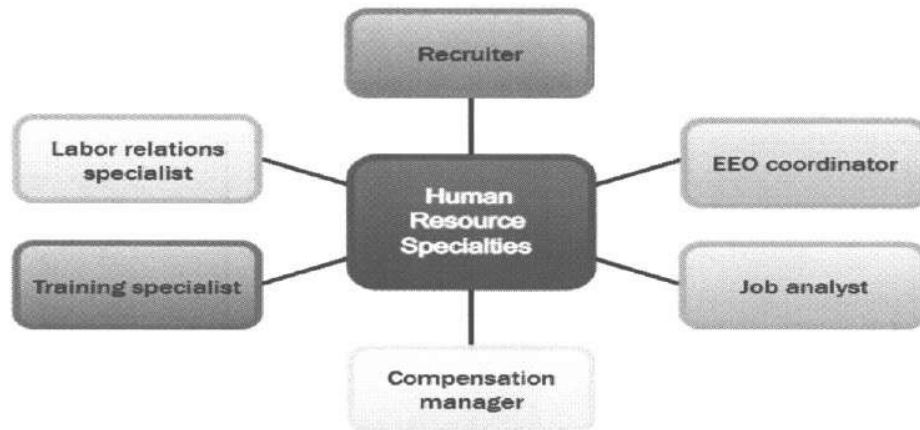 Recruiter
Labor relations
specialist
EEO coordinator
Human
Resource
Specialties
Training specialist
Job analyst
Compensation
manager